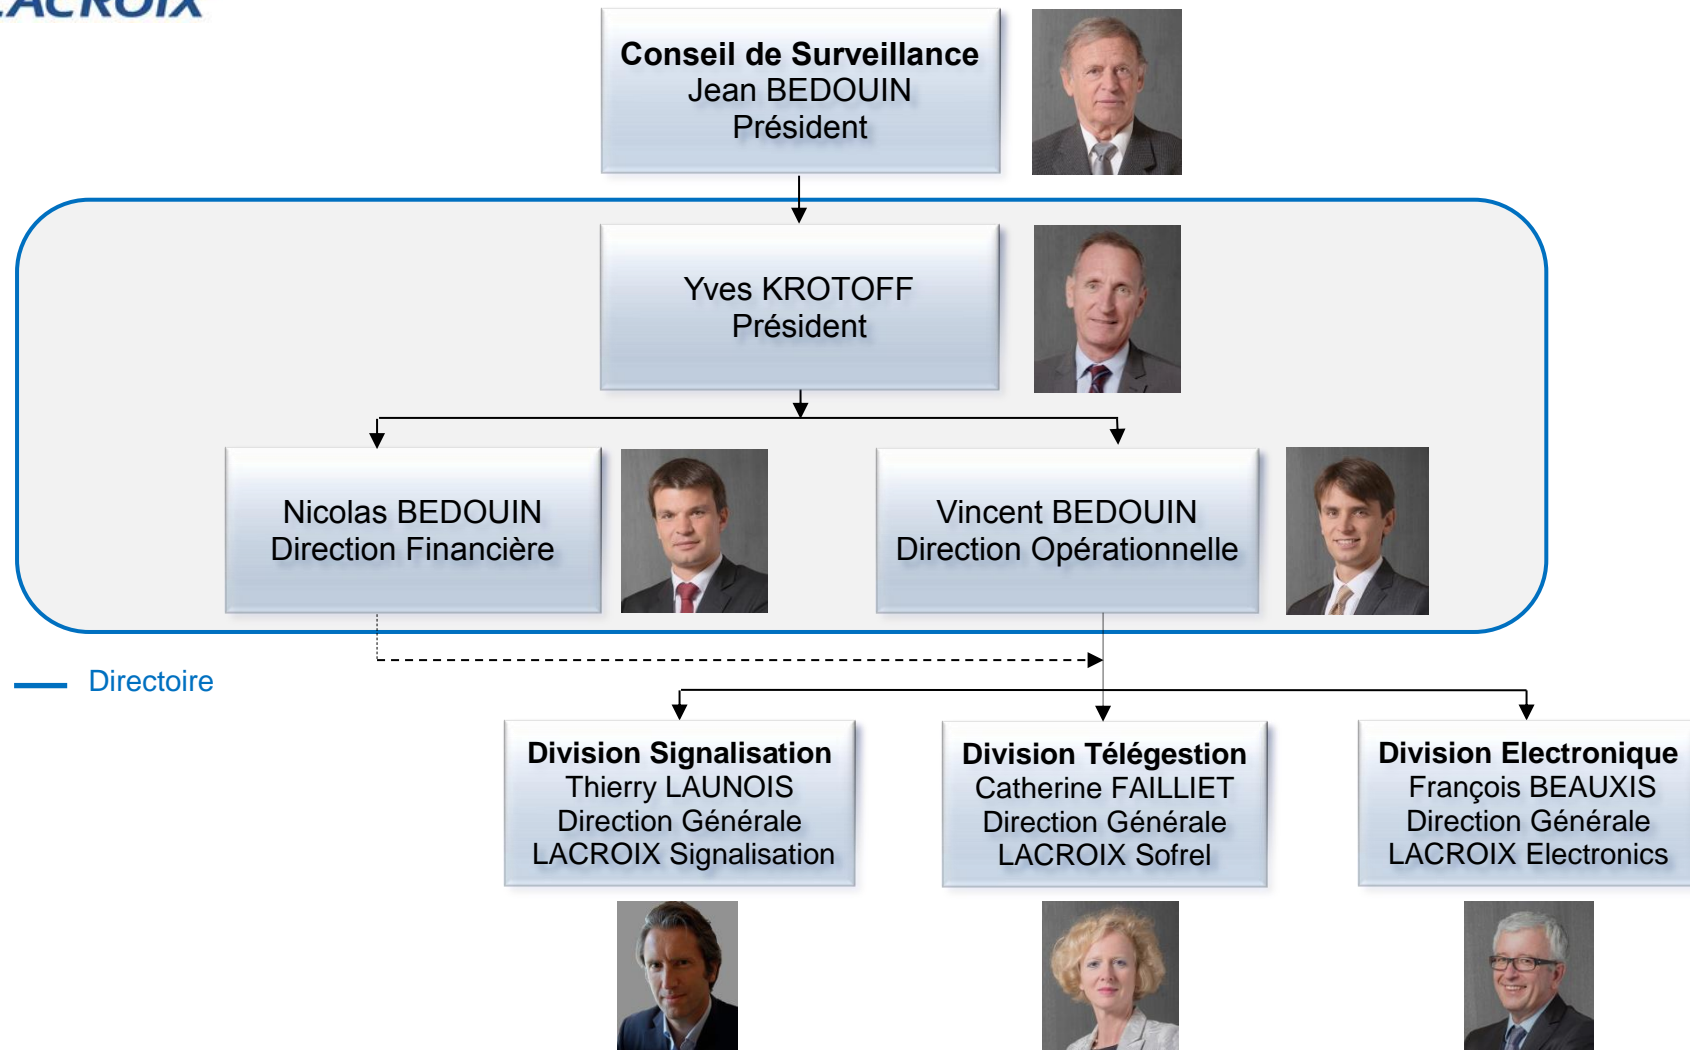 LACROIX
Conseil de Surveillance
Jean BEDOUIN
Président
Yves KROTOFF
Président
Nicolas BEDOUIN
Direction Financière
Vincent BEDOUIN
Direction Opérationnelle
Directoire
Division Signalisation
Thierry LAUNOIS
Direction Générale
LACROIX Signalisation
Division Télégestion
Catherine FAILLIET
Direction Générale
LACROIX Sofrel
Division Electronique
François BEAUXIS
Direction Générale
LACROIX Electronics